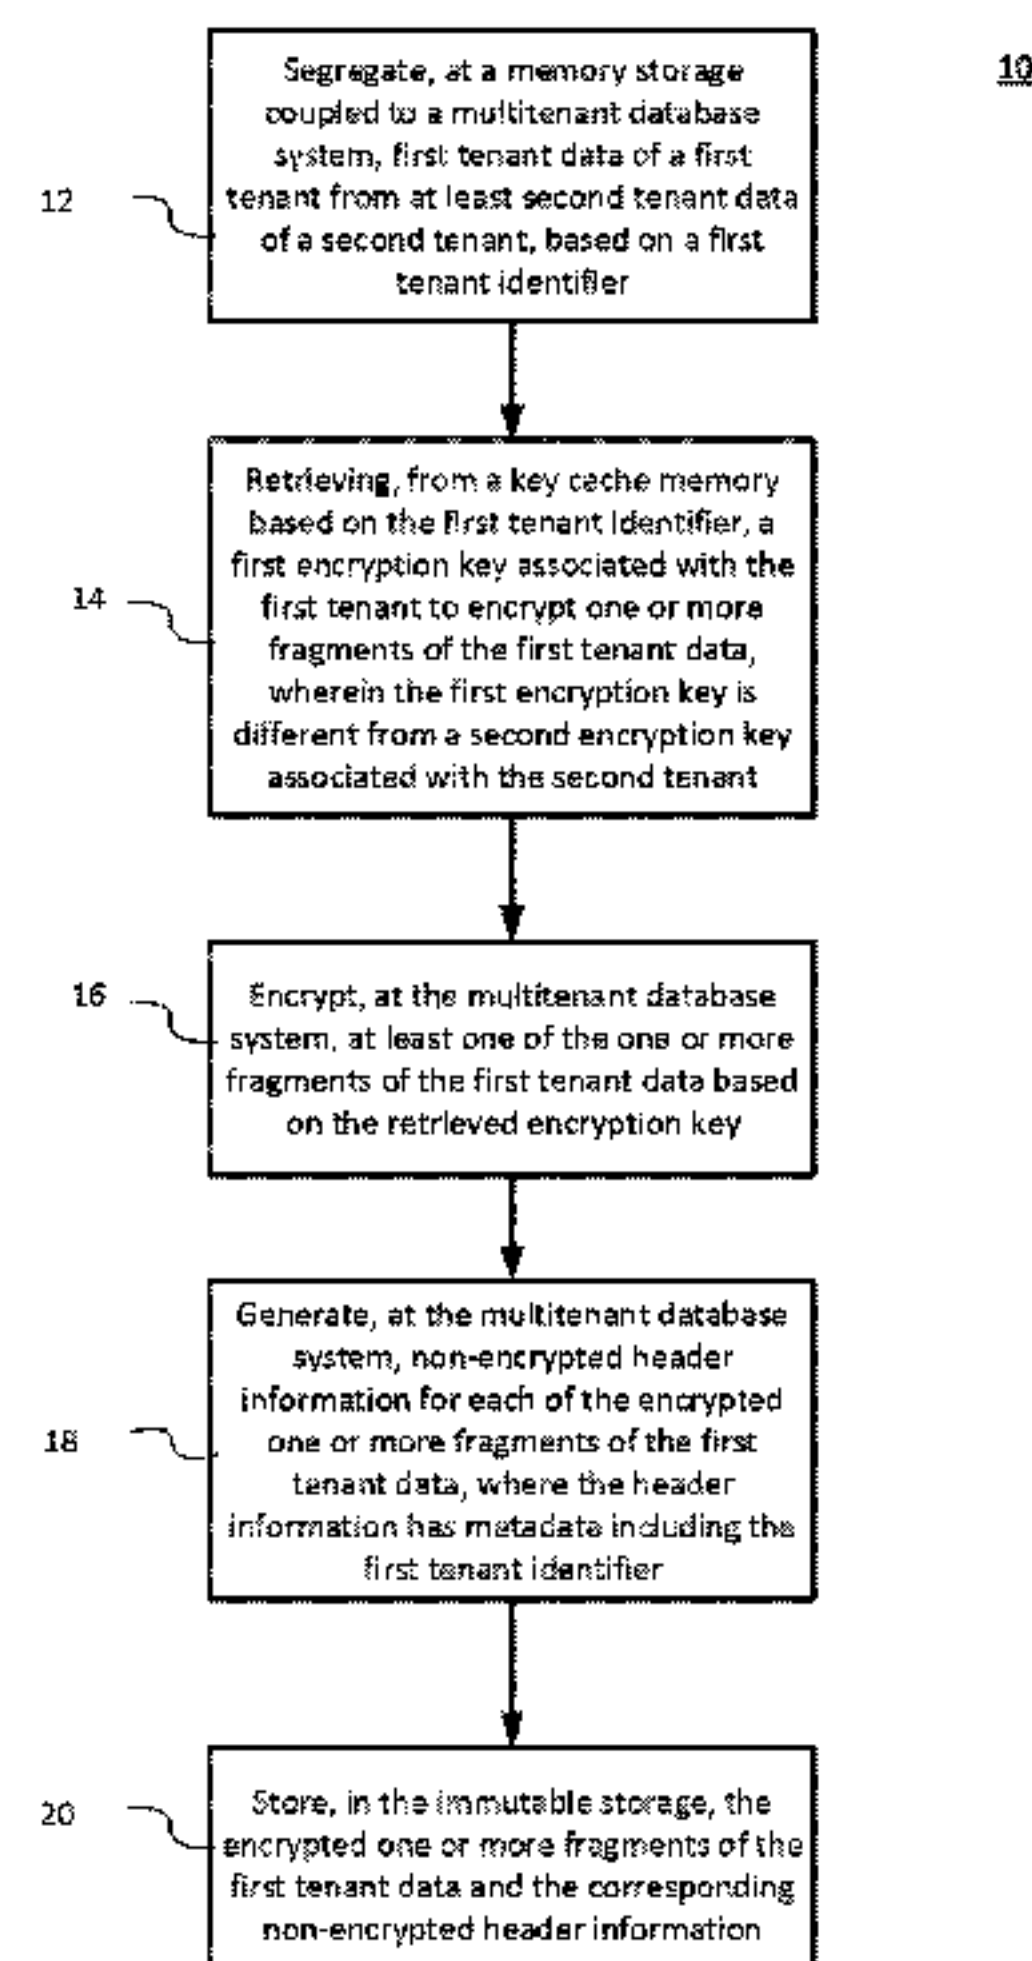 10
Segregate, at a memory storage
coupled to a multitenant database
system, first tenant data of a first
tenant from at least second tenant data
of a second tenant, based on a first
tenant identifier
12
Retrieving, from a key cache memory
based on the first tenant identifier, a
first encryption key associated with the
first tenant to encrypt one or more
fragments of the first tenant data,
wherein the first encryption key is
different from a second encryption key
associated with the second tenant
14
Encrypt, at the multitenant database
system, at least one of the one or more
fragments of the first tenant data based
on the retrieved encryption key
16
Generate, at the multitenant database
system, non-encrypted header
information for each of the encrypted
one or more fragments of the first
tenant data, where the header
information has metadata including the
first tenant identifier
18
Store, in the immutable storage, the
encrypted one or more fragments of the
first tenant data and the corresponding
non-encrypted header information
20